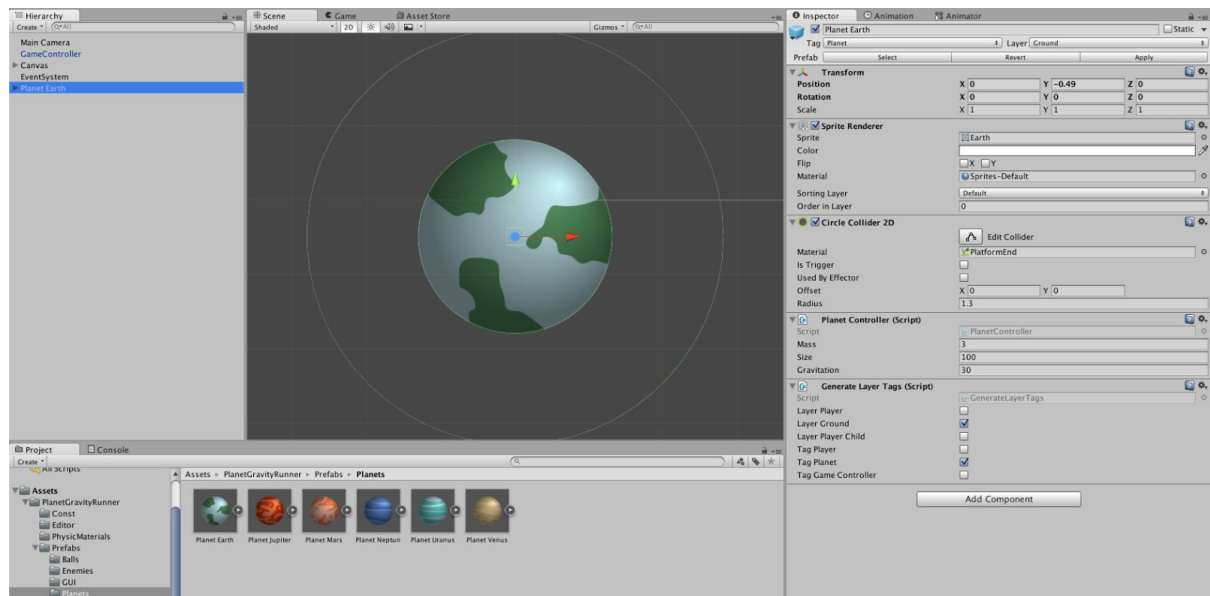 Hierarchy
Create
Q▾All
Main Camera
GameController
Canvas
EventSystem
Planet Earth
Scene
Game
Asset Store
Shaded
2D
Gizmos
Q▾All
Inspector
Animation
Animator
Planet Earth
Static
Tag Planet Layer Ground
Prefab Select Revert Apply
Transform
Position X 0 Y -0.49 Z 0
Rotation X 0 Y 0 Z 0
Scale X 1 Y 1 Z 1
Sprite Renderer
Sprite Earth
Color
Flip X Y
Material Sprites-Default
Sorting Layer Default
Order in Layer 0
Circle Collider 2D
Edit Collider
Material PlatformEnd
Is Trigger
Used By Effector
Offset X 0 Y 0
Radius 1.3
Planet Controller (Script)
Script PlanetController
Mass 3
Size 100
Gravitation 30
Generate Layer Tags (Script)
Script GenerateLayerTags
Layer Player
Layer Ground
Layer Player Child
Tag Player
Tag Planet
Tag Game Controller
Add Component
Project
Console
Create
All Scripts
Assets
PlanetGravityRunner
Const
Editor
PhysicMaterials
Prefabs
Balls
Enemies
GUI
Planets
Assets ▸ PlanetGravityRunner ▸ Prefabs ▸ Planets
Planet Earth Planet Jupiter Planet Mars Planet Neptun Planet Uranus Planet Venus